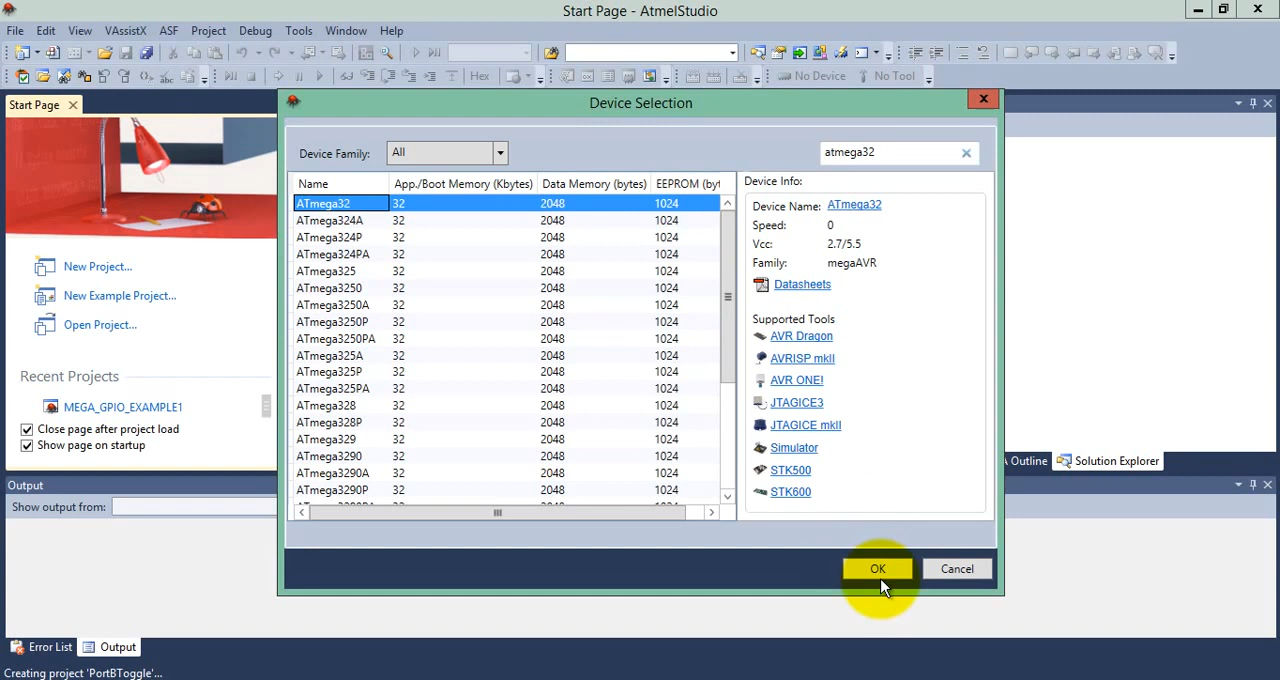 Start Page - AtmelStudio
File Edit View VAssistX ASF Project Debug Tools Window Help
Hex No Device No Tool
Start Page
New Project...
New Example Project...
Open Project...
Recent Projects
MEGA_GPIO_EXAMPLE1
Close page after project load
Show page on startup
Device Selection
Device Family: All atmega32
Name App./Boot Memory (Kbytes) Data Memory (bytes) EEPROM (byt
ATmega32 32 2048 1024
ATmega324A 32 2048 1024
ATmega324P 32 2048 1024
ATmega324PA 32 2048 1024
ATmega325 32 2048 1024
ATmega3250 32 2048 1024
ATmega3250A 32 2048 1024
ATmega3250P 32 2048 1024
ATmega3250PA 32 2048 1024
ATmega325A 32 2048 1024
ATmega325P 32 2048 1024
ATmega325PA 32 2048 1024
ATmega328 32 2048 1024
ATmega328P 32 2048 1024
ATmega329 32 2048 1024
ATmega3290 32 2048 1024
ATmega3290A 32 2048 1024
ATmega3290P 32 2048 1024
Device Info:
Device Name: ATmega32
Speed: 0
Vcc: 2.7/5.5
Family: megaAVR
Datasheets
Supported Tools
AVR Dragon
AVRISP mkII
AVR ONE!
JTAGICE3
JTAGICE mkII
Simulator
STK500
STK600
OK Cancel
A Outline Solution Explorer
Output
Show output from:
Error List Output
Creating project 'PortBToggle'...